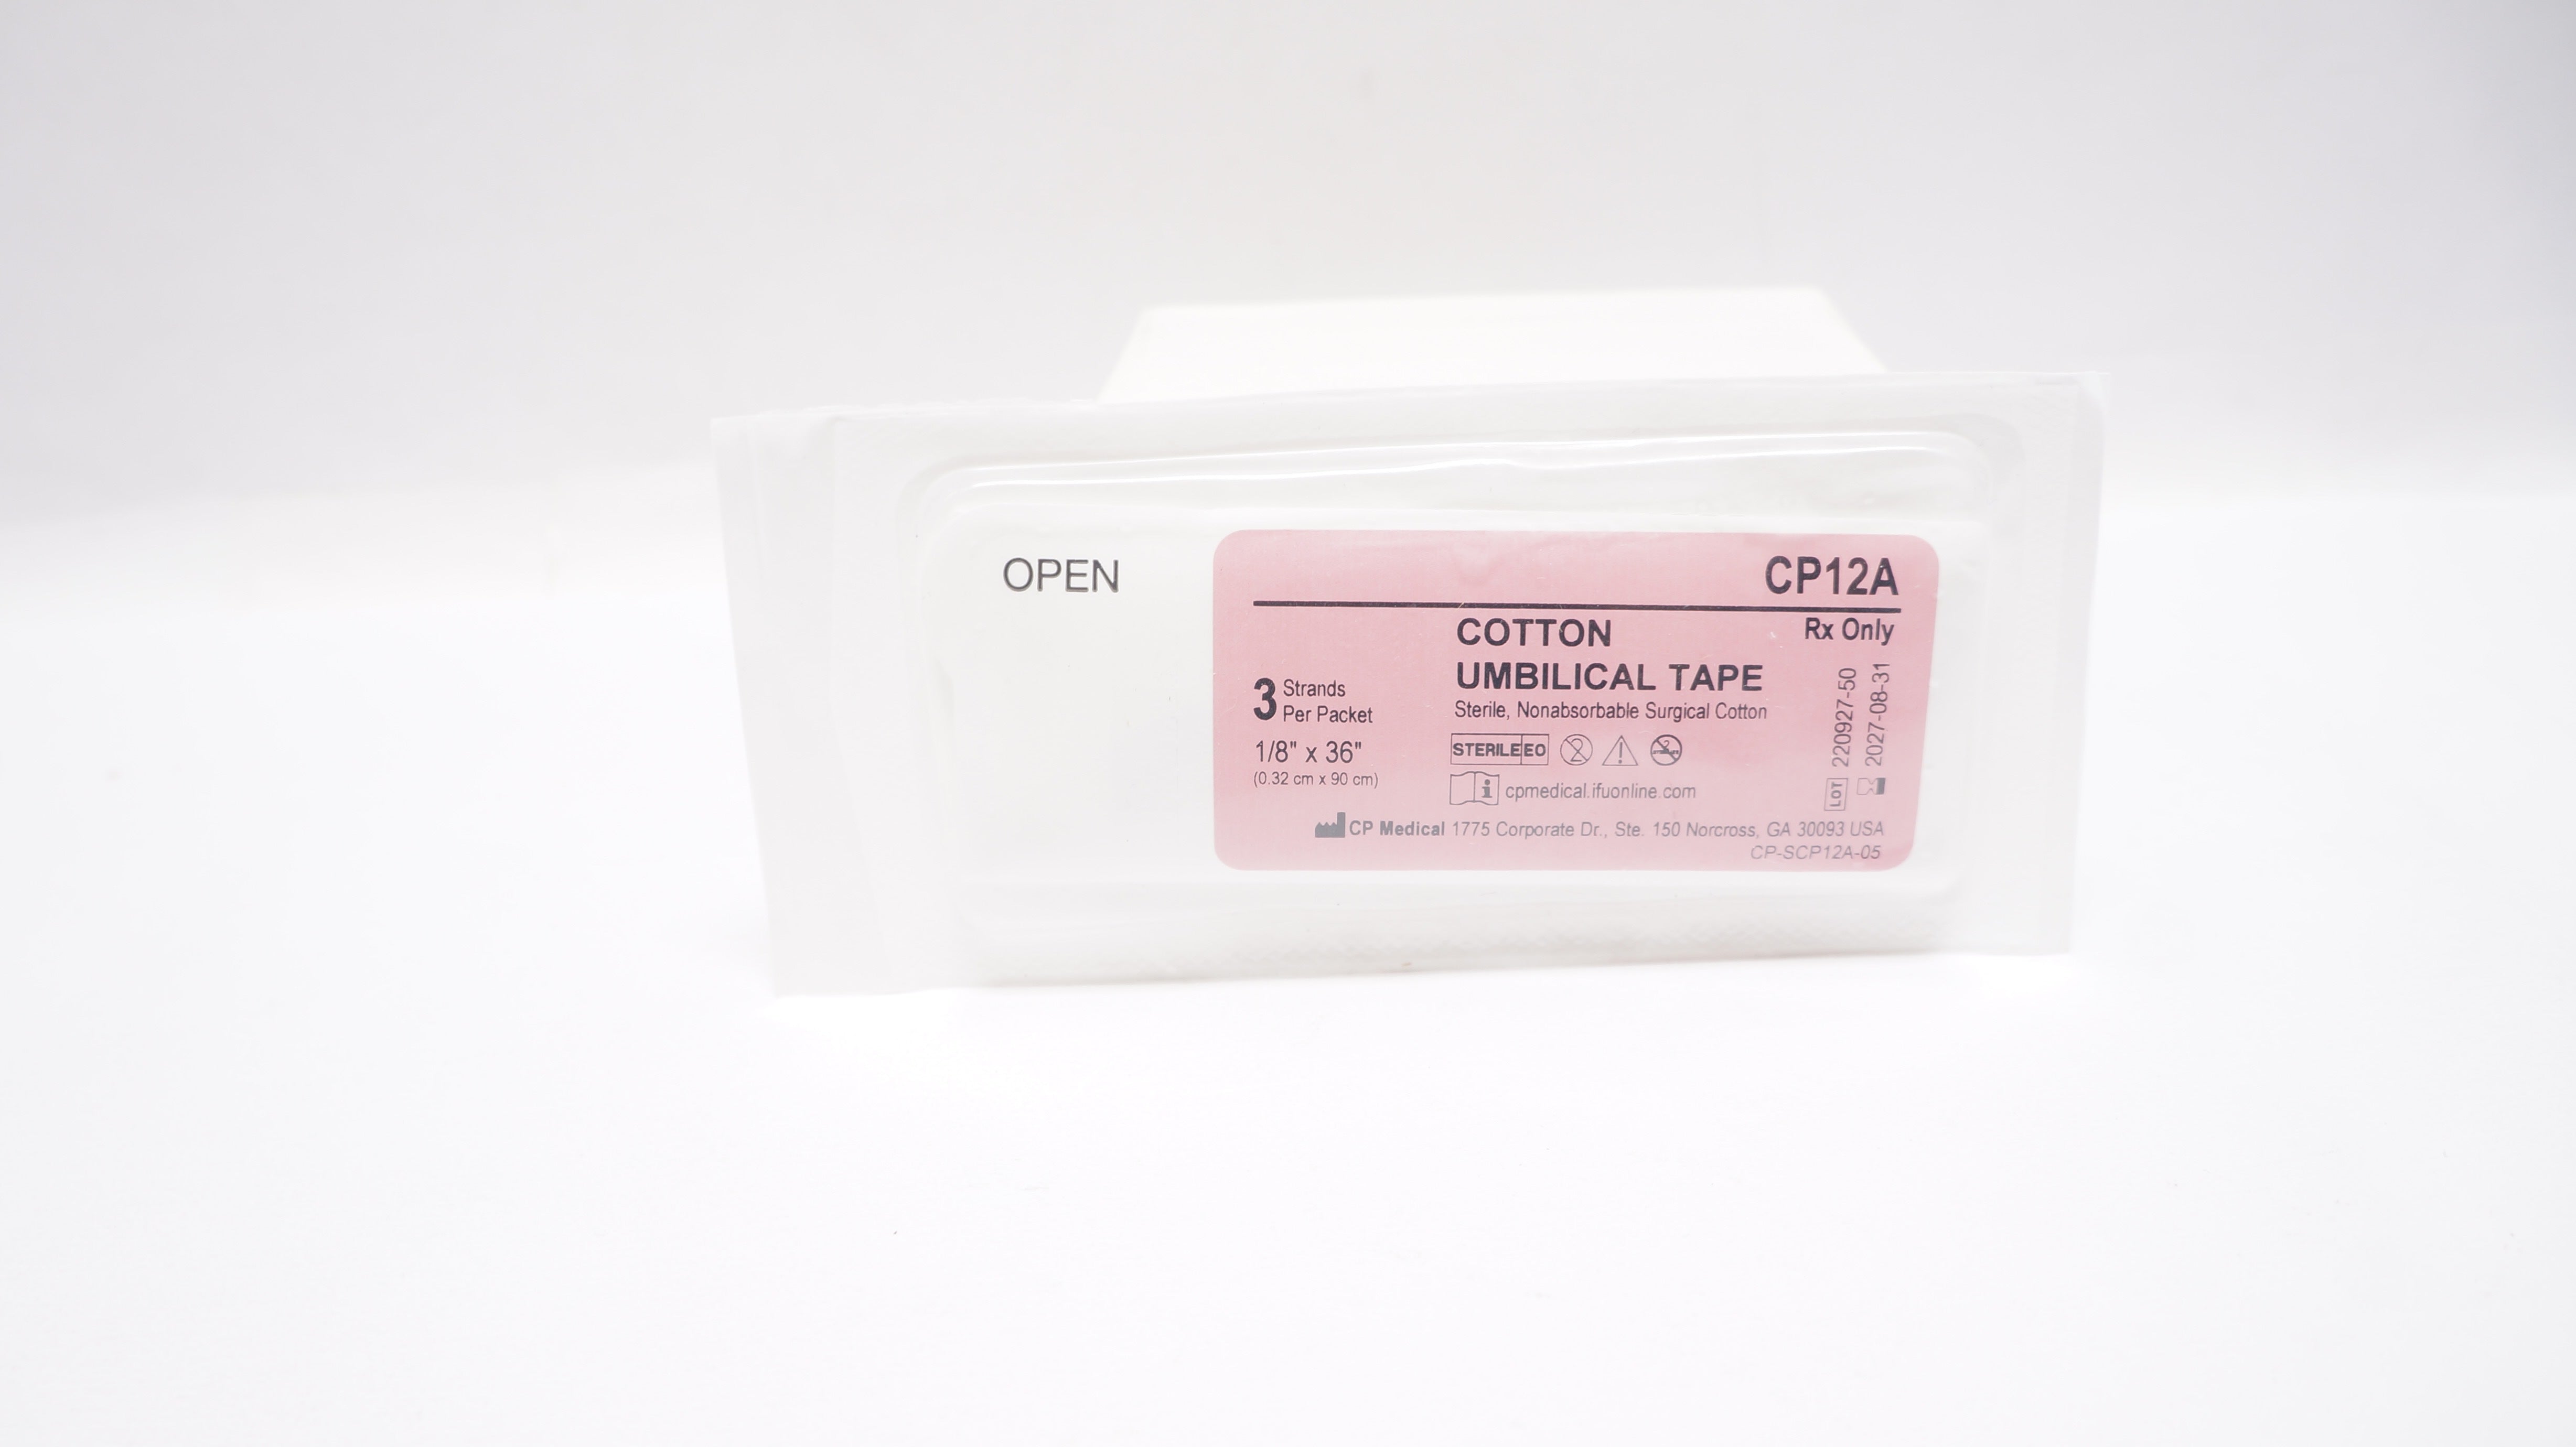 OPEN
CP12A
COTTON
Rx Only
UMBILICAL TAPE
3 Strands
Per Packet
Sterile, Nonabsorbable Surgical Cotton
1/8" x 36"
(0.32 cm x 90 cm)
STERILE EO
2
2
i cpmedical.ifuonline.com
LOT 220927-50
2027-08-31
CP Medical 1775 Corporate Dr., Ste. 150 Norcross, GA 30093 USA
CP-SCP12A-05